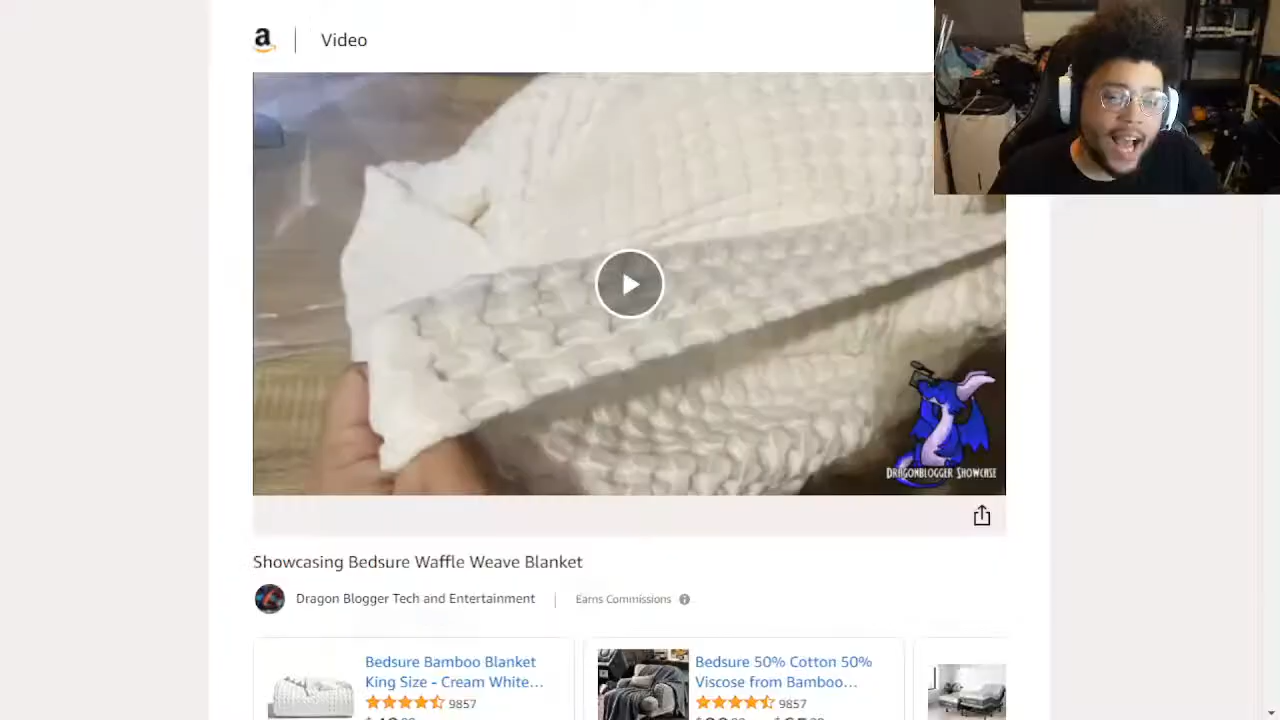 a
Video
DRAGONBLOGGER SHOWCASE
Showcasing Bedsure Waffle Weave Blanket
Dragon Blogger Tech and Entertainment
Earns Commissions
Bedsure Bamboo Blanket
King Size - Cream White...
9857
Bedsure 50% Cotton 50%
Viscose from Bamboo...
9857